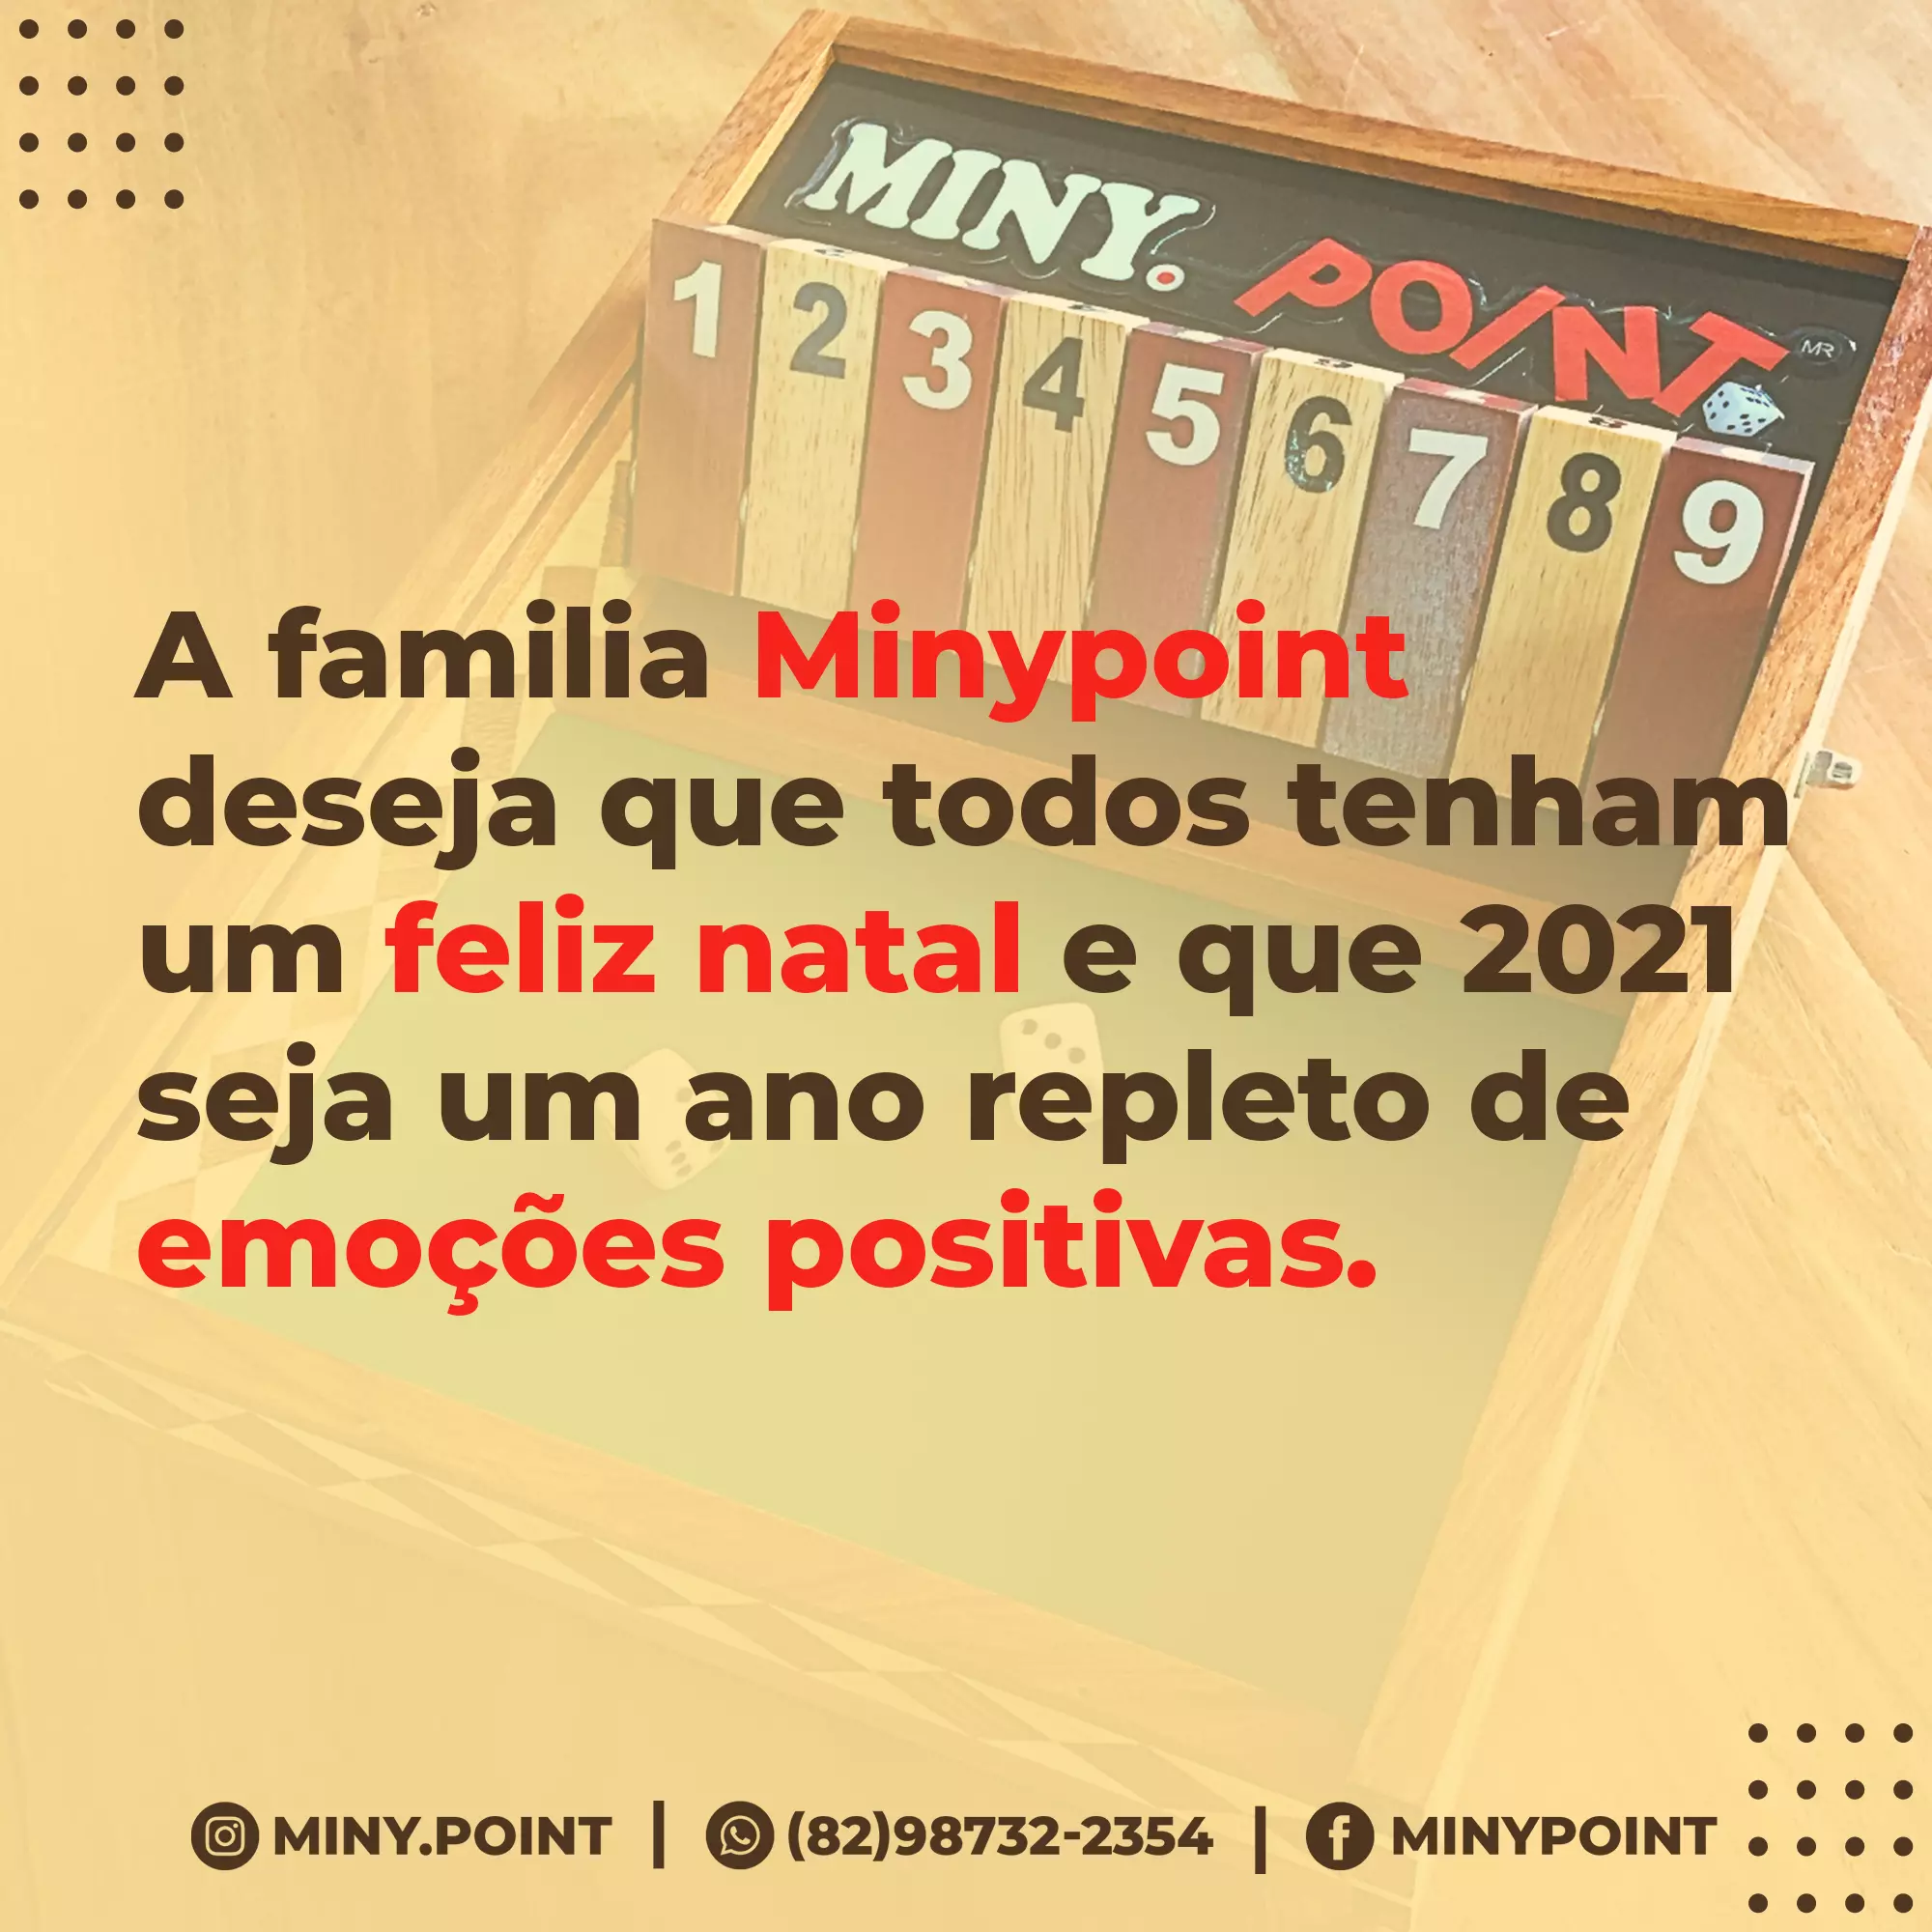 MINY. POINT MR
1 2 3 4 5 6 7 8 9
A familia Minypoint
deseja que todos tenham
um feliz natal e que 2021
seja um ano repleto de
emoções positivas.
MINY.POINT | (82)98732-2354 | MINYPOINT